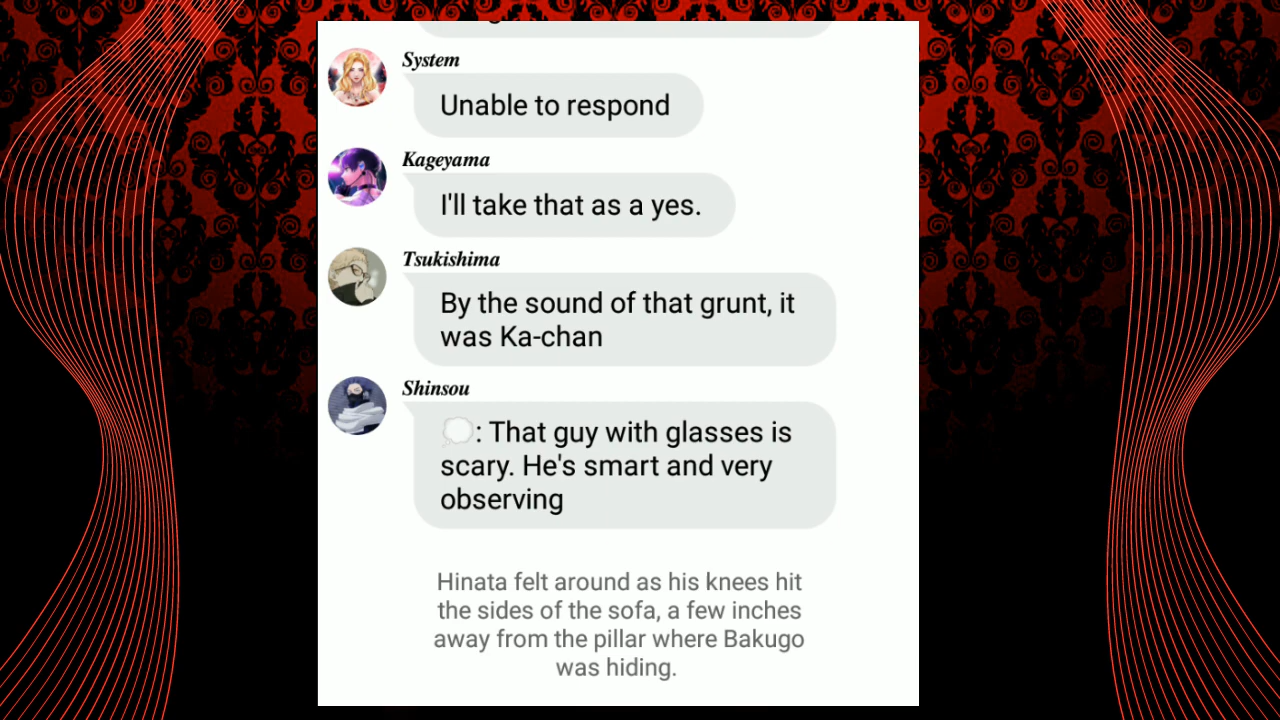 System
Unable to respond
Kageyama
I'll take that as a yes.
Tsukishima
By the sound of that grunt, it
was Ka-chan
Shinsou
💭: That guy with glasses is
scary. He's smart and very
observing
Hinata felt around as his knees hit
the sides of the sofa, a few inches
away from the pillar where Bakugo
was hiding.